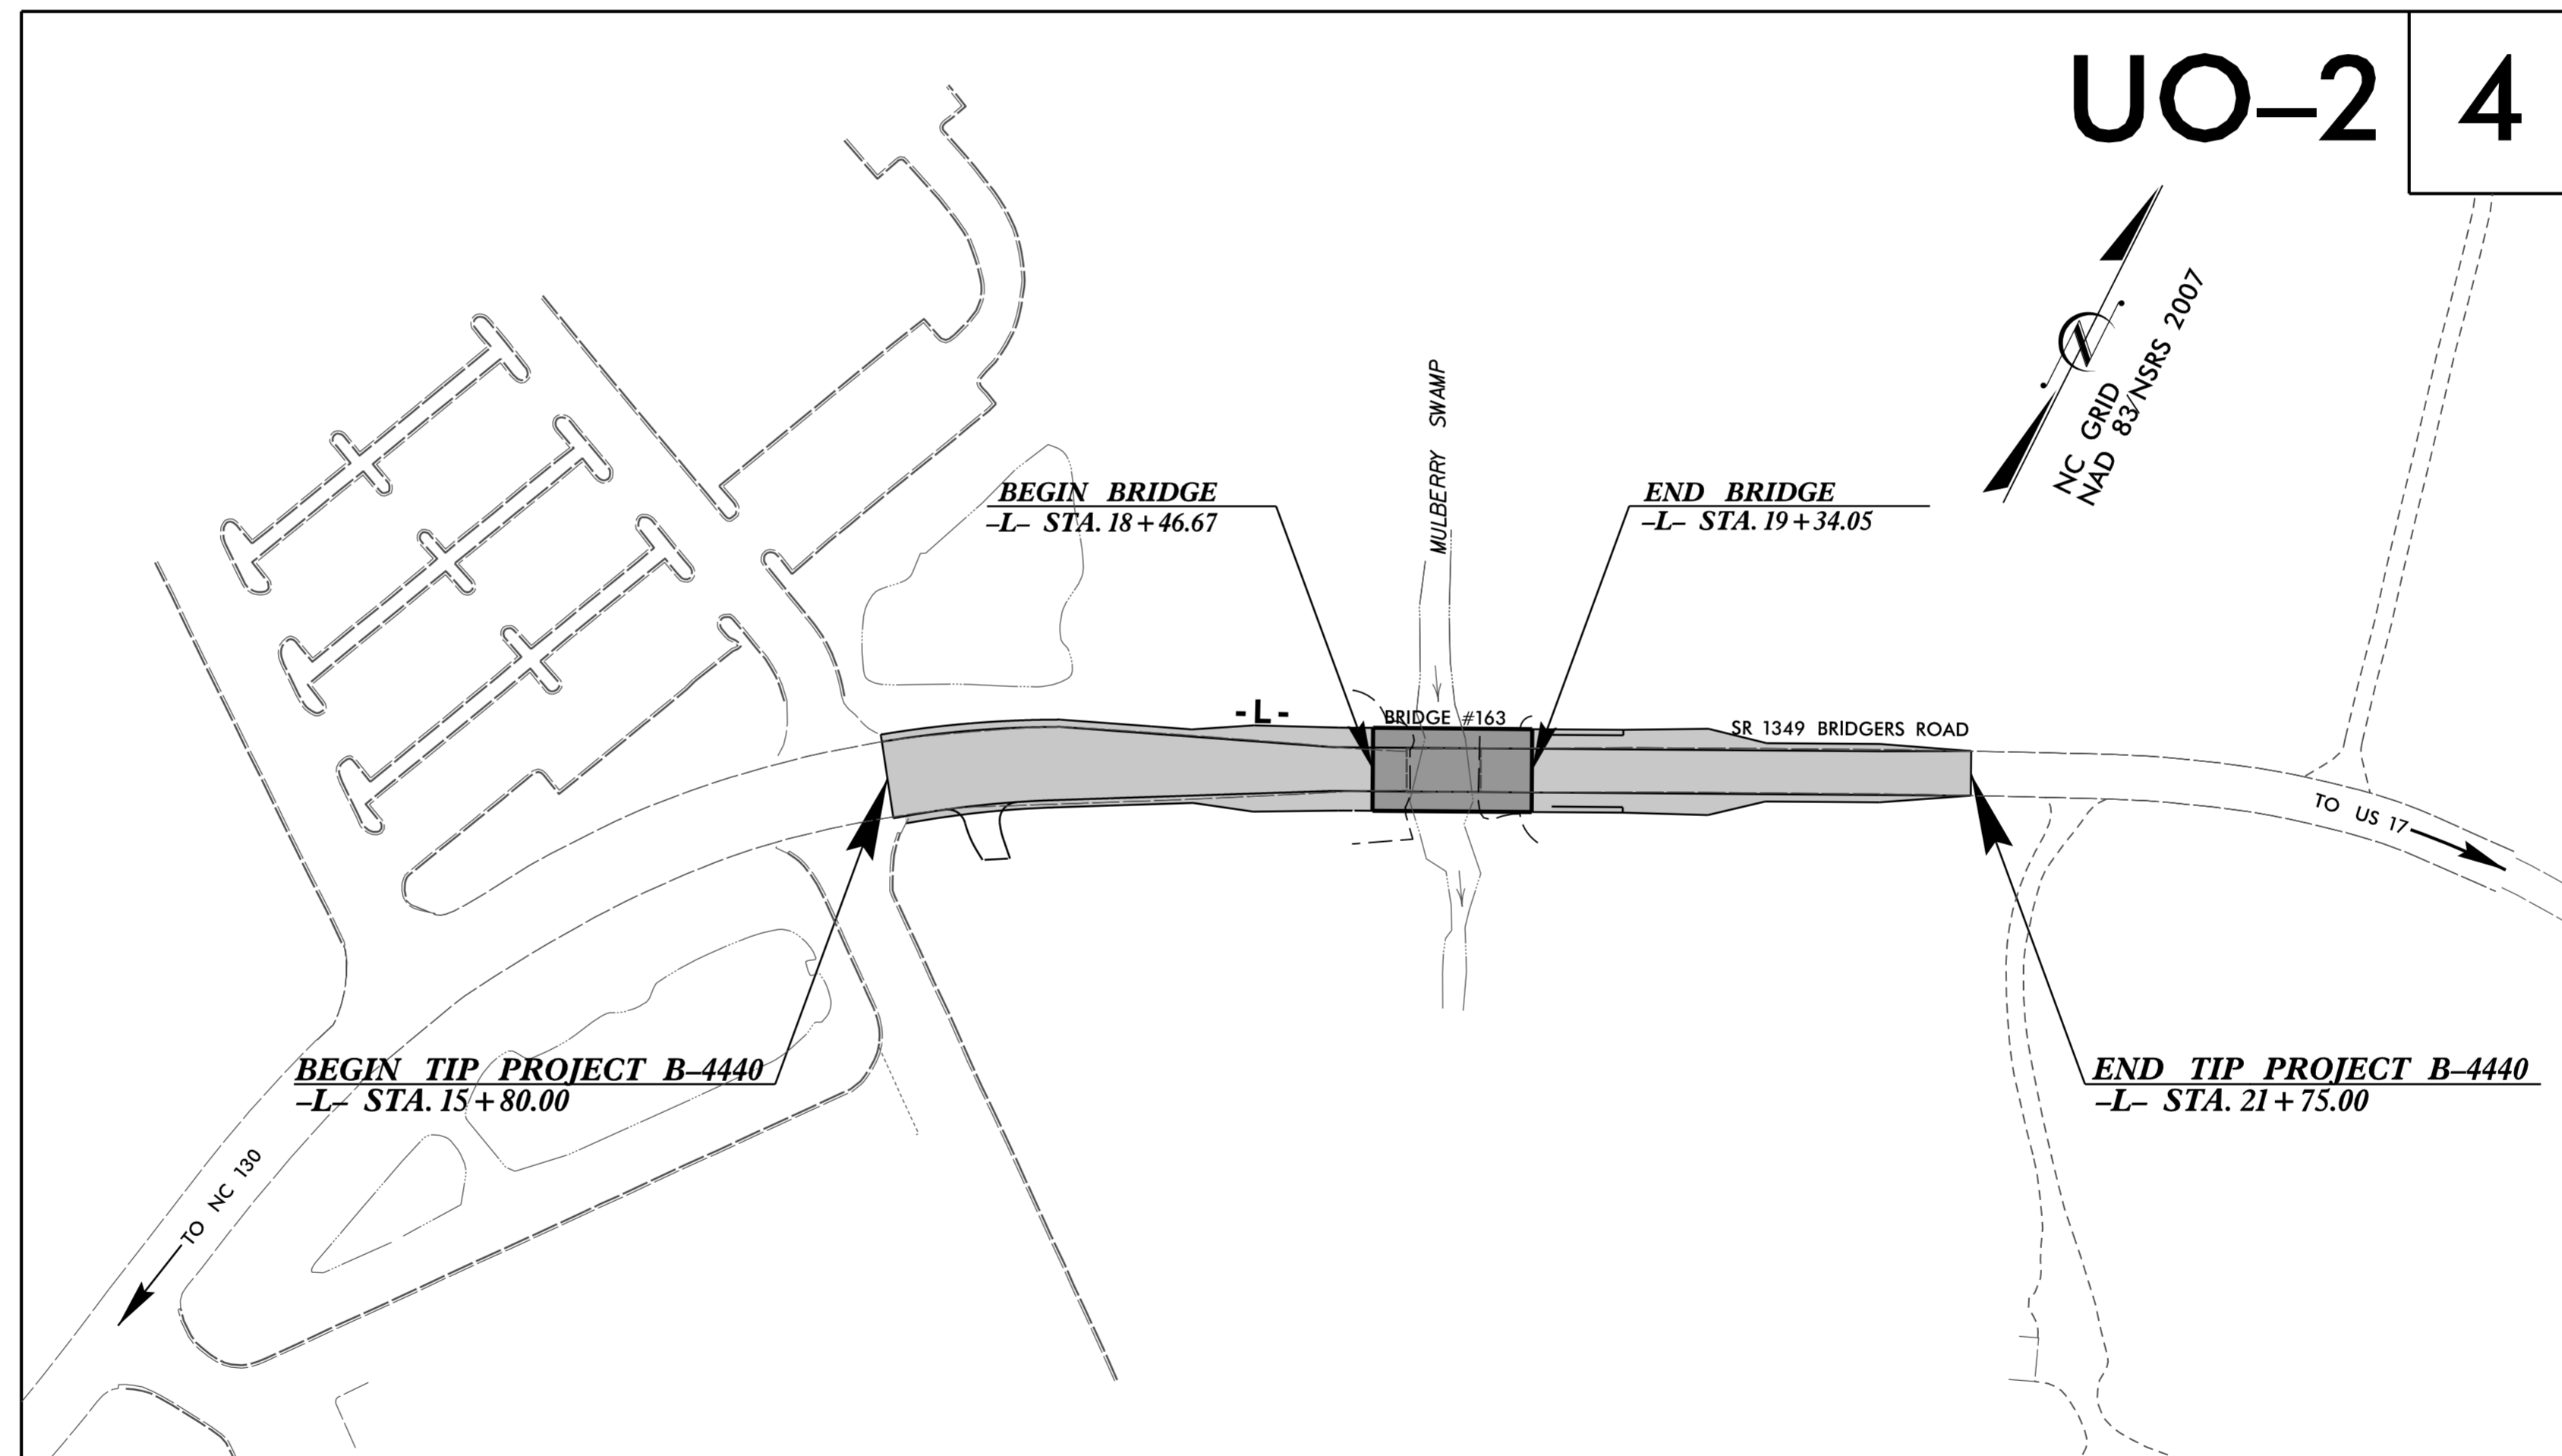 UO–2
4
NC GRID
NAD 83/NSRS 2007
MULBERRY SWAMP
BEGIN BRIDGE
–L– STA. 18+46.67
END BRIDGE
–L– STA. 19+34.05
-L-
BRIDGE #163
SR 1349 BRIDGERS ROAD
TO US 17
BEGIN TIP PROJECT B–4440
–L– STA. 15+80.00
END TIP PROJECT B–4440
–L– STA. 21+75.00
TO NC 130